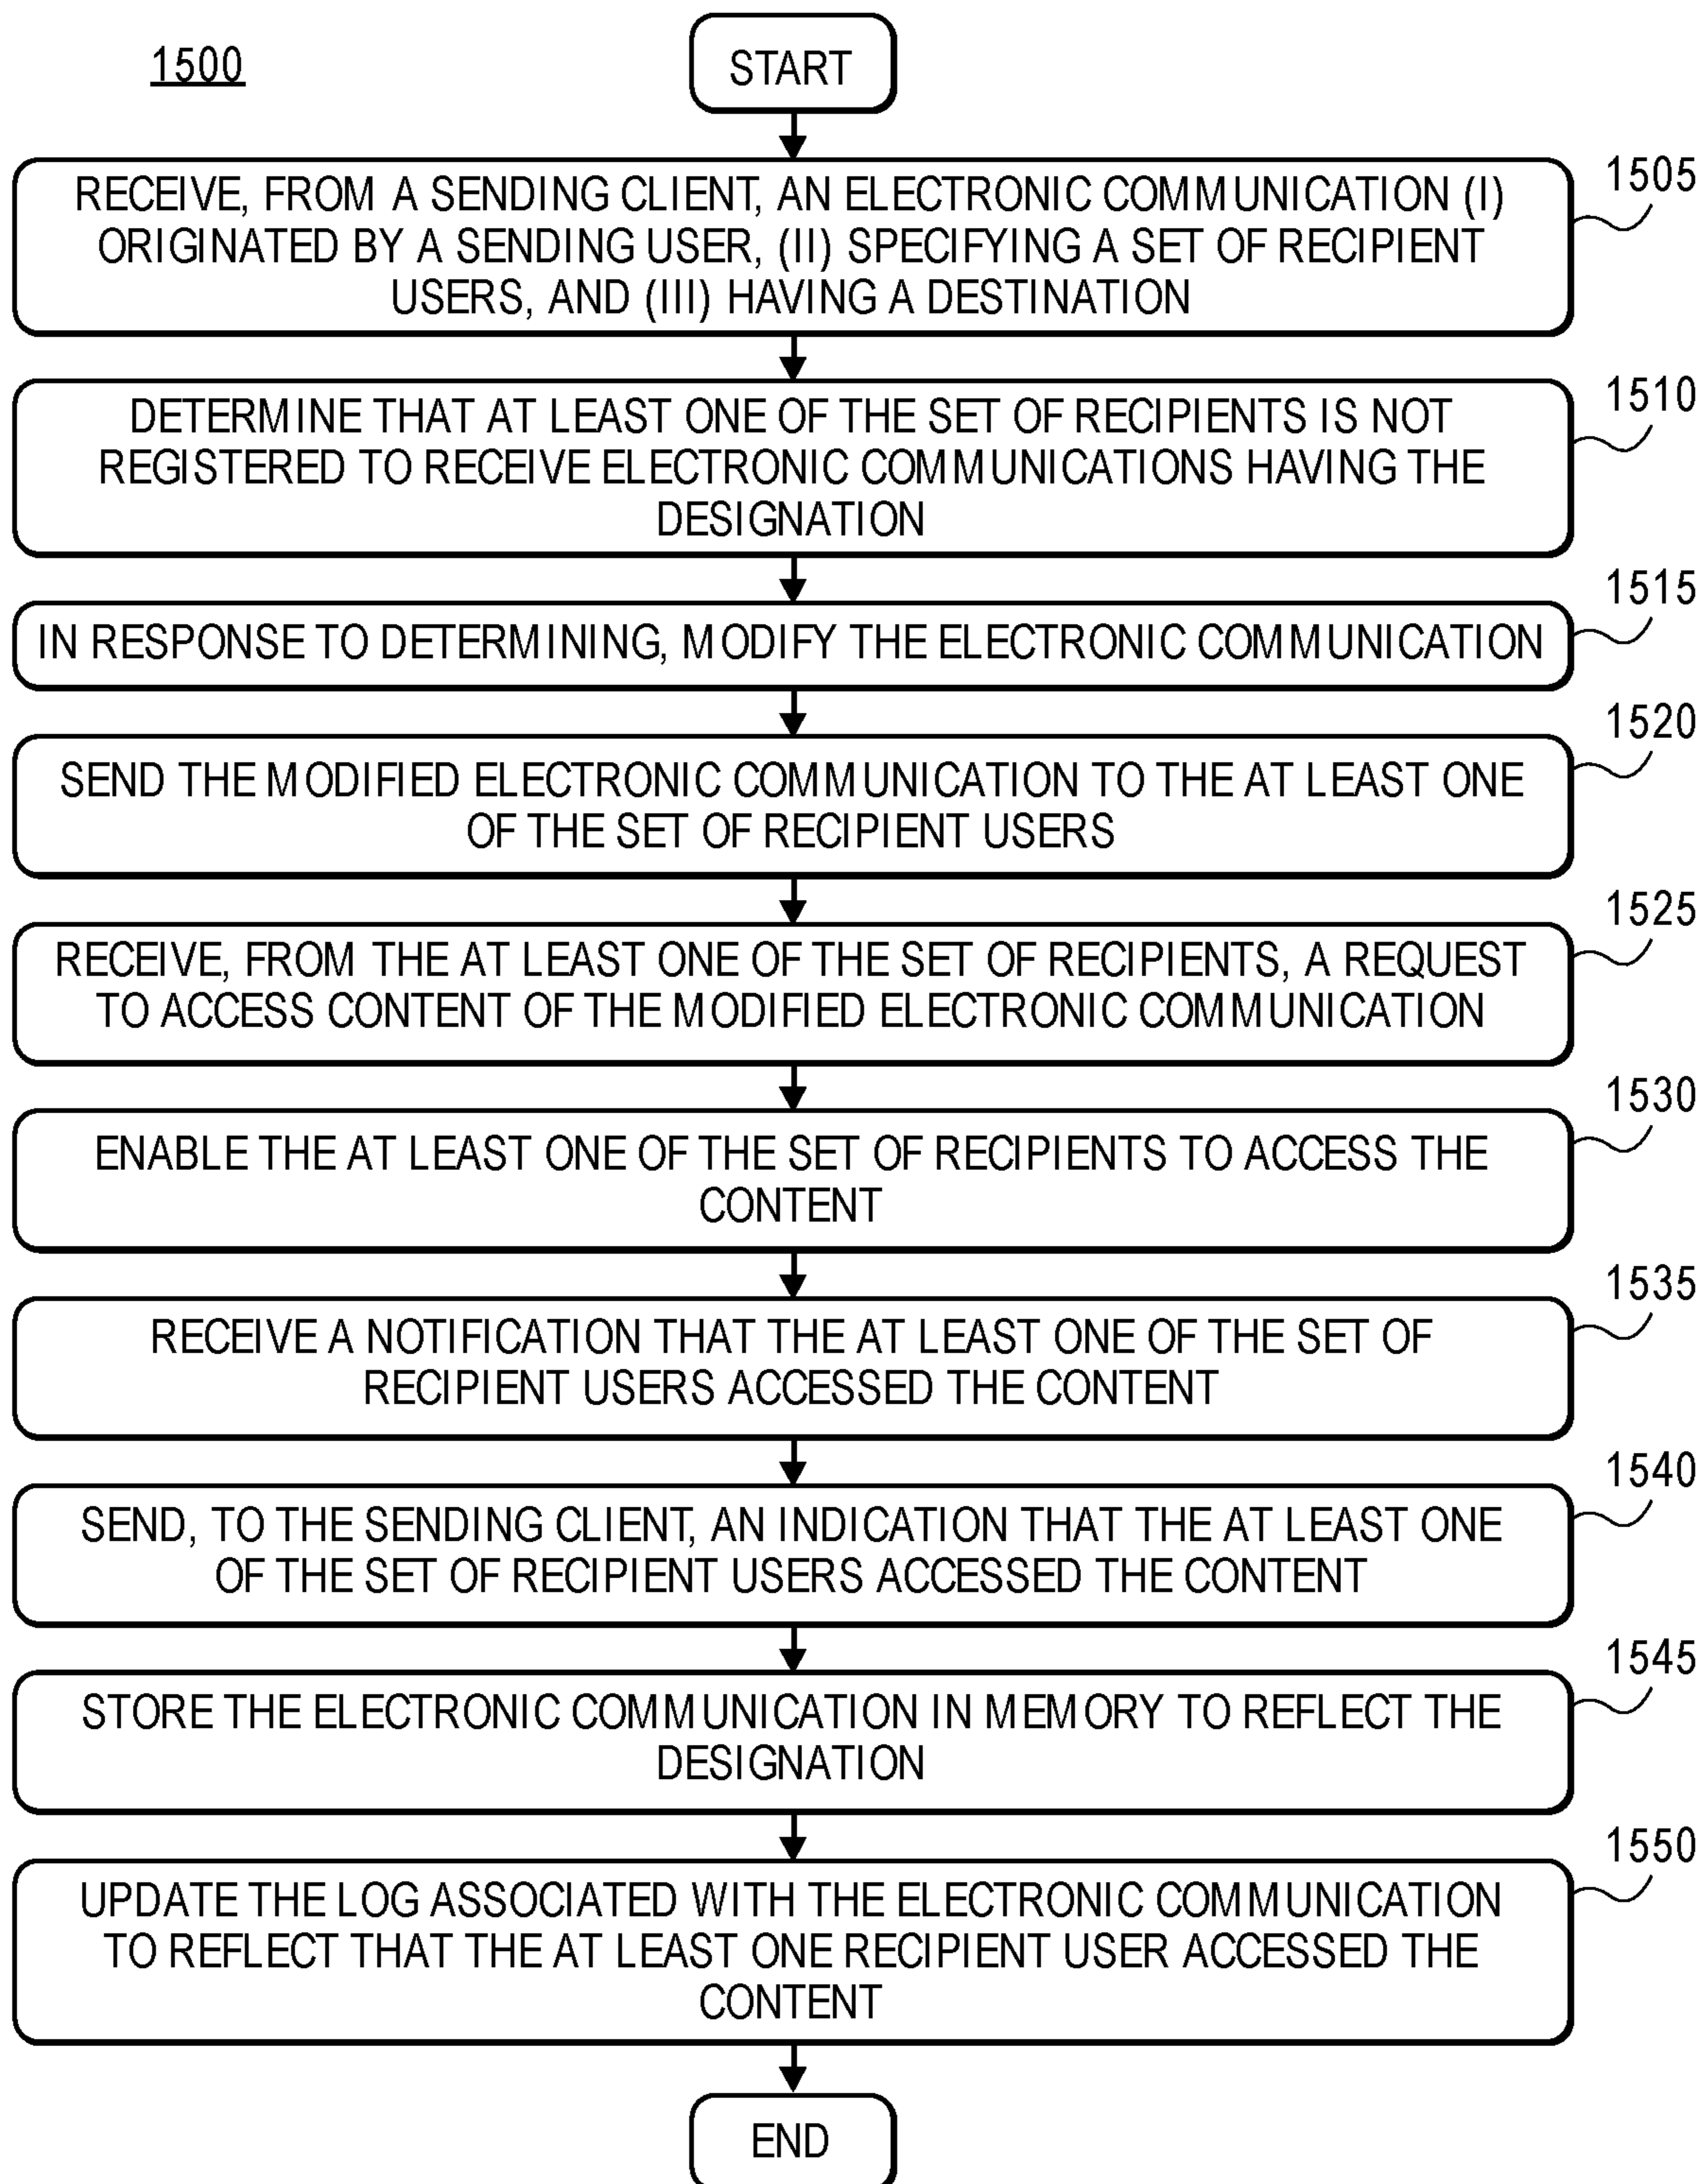 1500
START
RECEIVE, FROM A SENDING CLIENT, AN ELECTRONIC COMMUNICATION (I)
ORIGINATED BY A SENDING USER, (II) SPECIFYING A SET OF RECIPIENT
USERS, AND (III) HAVING A DESTINATION
1505
DETERMINE THAT AT LEAST ONE OF THE SET OF RECIPIENTS IS NOT
REGISTERED TO RECEIVE ELECTRONIC COMMUNICATIONS HAVING THE
DESIGNATION
1510
IN RESPONSE TO DETERMINING, MODIFY THE ELECTRONIC COMMUNICATION
1515
SEND THE MODIFIED ELECTRONIC COMMUNICATION TO THE AT LEAST ONE
OF THE SET OF RECIPIENT USERS
1520
RECEIVE, FROM THE AT LEAST ONE OF THE SET OF RECIPIENTS, A REQUEST
TO ACCESS CONTENT OF THE MODIFIED ELECTRONIC COMMUNICATION
1525
ENABLE THE AT LEAST ONE OF THE SET OF RECIPIENTS TO ACCESS THE
CONTENT
1530
RECEIVE A NOTIFICATION THAT THE AT LEAST ONE OF THE SET OF
RECIPIENT USERS ACCESSED THE CONTENT
1535
SEND, TO THE SENDING CLIENT, AN INDICATION THAT THE AT LEAST ONE
OF THE SET OF RECIPIENT USERS ACCESSED THE CONTENT
1540
STORE THE ELECTRONIC COMMUNICATION IN MEMORY TO REFLECT THE
DESIGNATION
1545
UPDATE THE LOG ASSOCIATED WITH THE ELECTRONIC COMMUNICATION
TO REFLECT THAT THE AT LEAST ONE RECIPIENT USER ACCESSED THE
CONTENT
1550
END